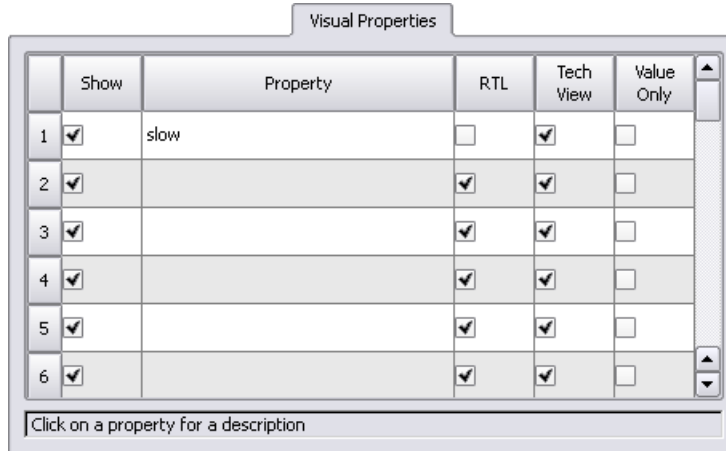 Visual Properties
Show Property RTL Tech View Value Only
1 slow
2
3
4
5
6
Click on a property for a description